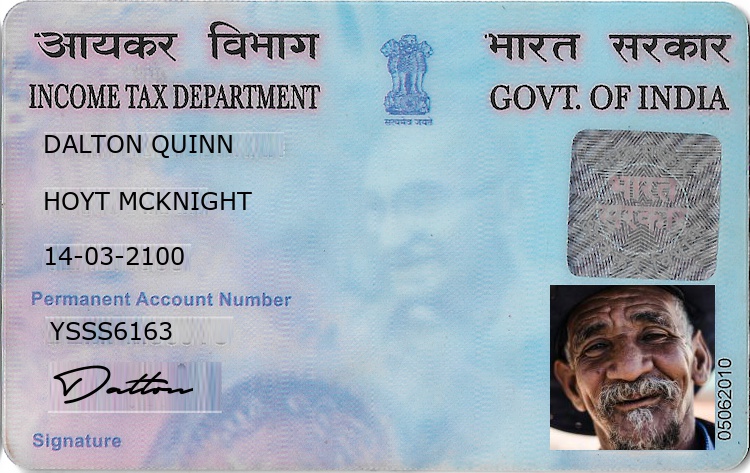 आयकर विभाग
भारत सरकार
INCOME TAX DEPARTMENT
GOVT. OF INDIA
सत्यमेव जयते
DALTON QUINN
HOYT MCKNIGHT
14-03-2100
भारत
सरकार
Permanent Account Number
YSSS6163
Dalton
Signature
05062010